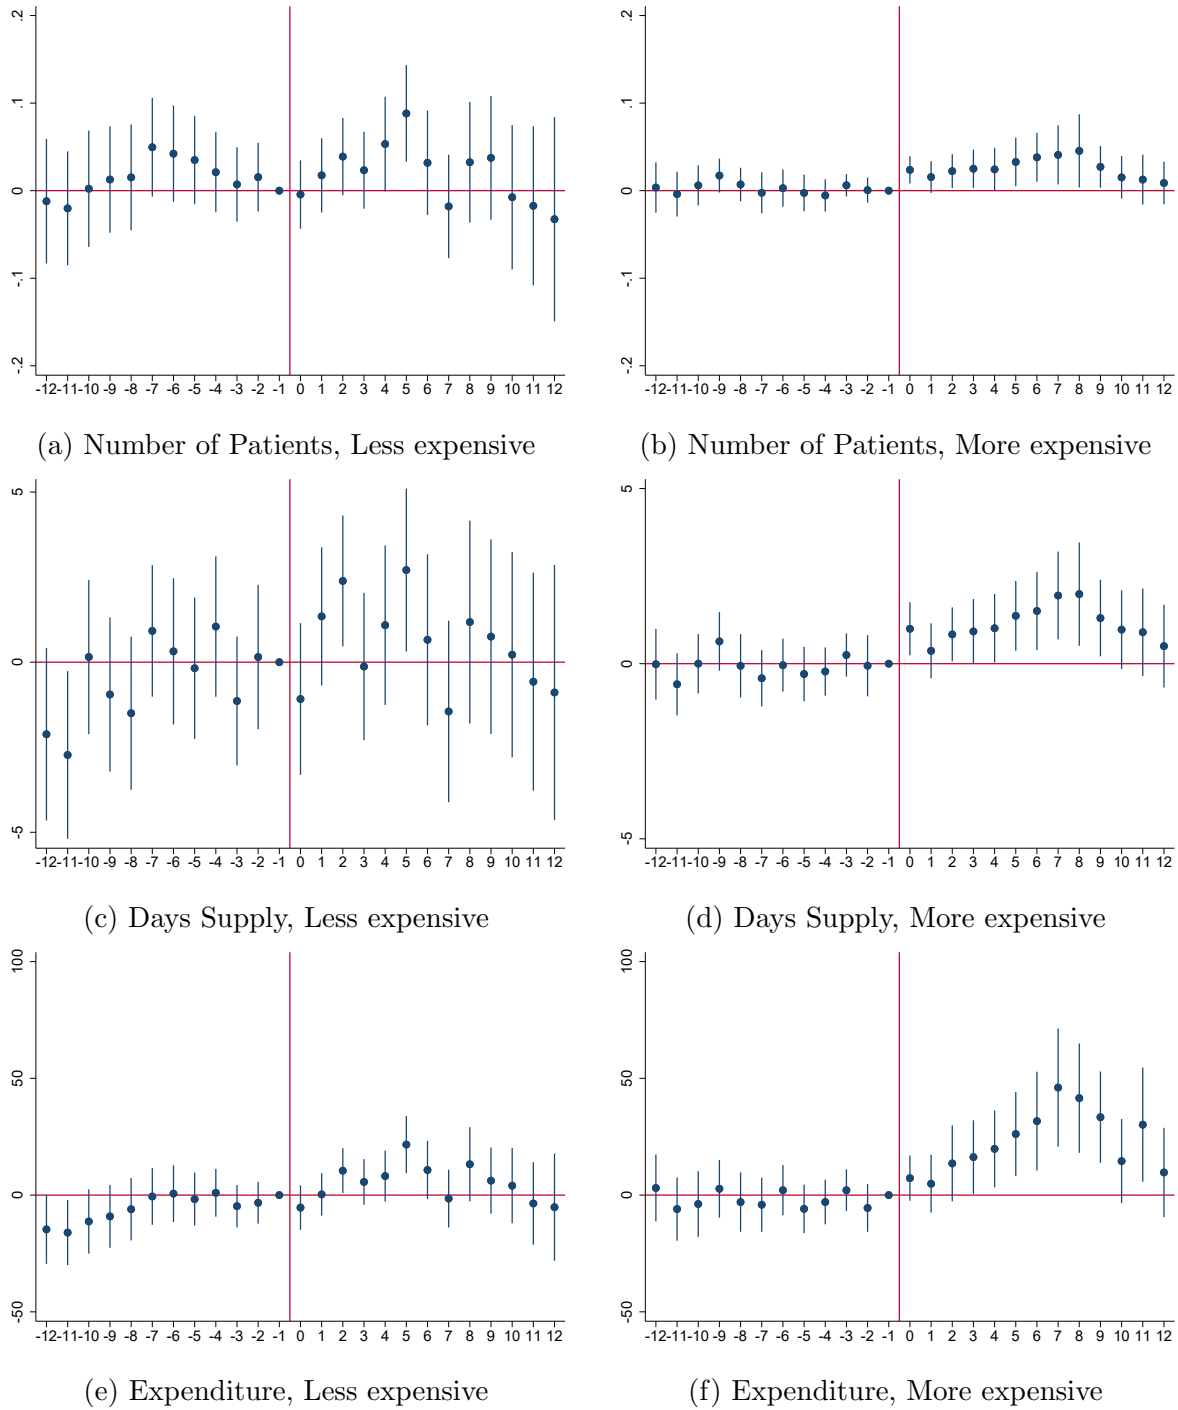 .2 .1 0 -.1 -.2
-12 -11 -10 -9 -8 -7 -6 -5 -4 -3 -2 -1 0 1 2 3 4 5 6 7 8 9 10 11 12
(a) Number of Patients, Less expensive
.2 .1 0 -.1 -.2
-12 -11 -10 -9 -8 -7 -6 -5 -4 -3 -2 -1 0 1 2 3 4 5 6 7 8 9 10 11 12
(b) Number of Patients, More expensive
5 0 -5
-12 -11 -10 -9 -8 -7 -6 -5 -4 -3 -2 -1 0 1 2 3 4 5 6 7 8 9 10 11 12
(c) Days Supply, Less expensive
5 0 -5
-12 -11 -10 -9 -8 -7 -6 -5 -4 -3 -2 -1 0 1 2 3 4 5 6 7 8 9 10 11 12
(d) Days Supply, More expensive
100 50 0 -50
-12 -11 -10 -9 -8 -7 -6 -5 -4 -3 -2 -1 0 1 2 3 4 5 6 7 8 9 10 11 12
(e) Expenditure, Less expensive
100 50 0 -50
-12 -11 -10 -9 -8 -7 -6 -5 -4 -3 -2 -1 0 1 2 3 4 5 6 7 8 9 10 11 12
(f) Expenditure, More expensive